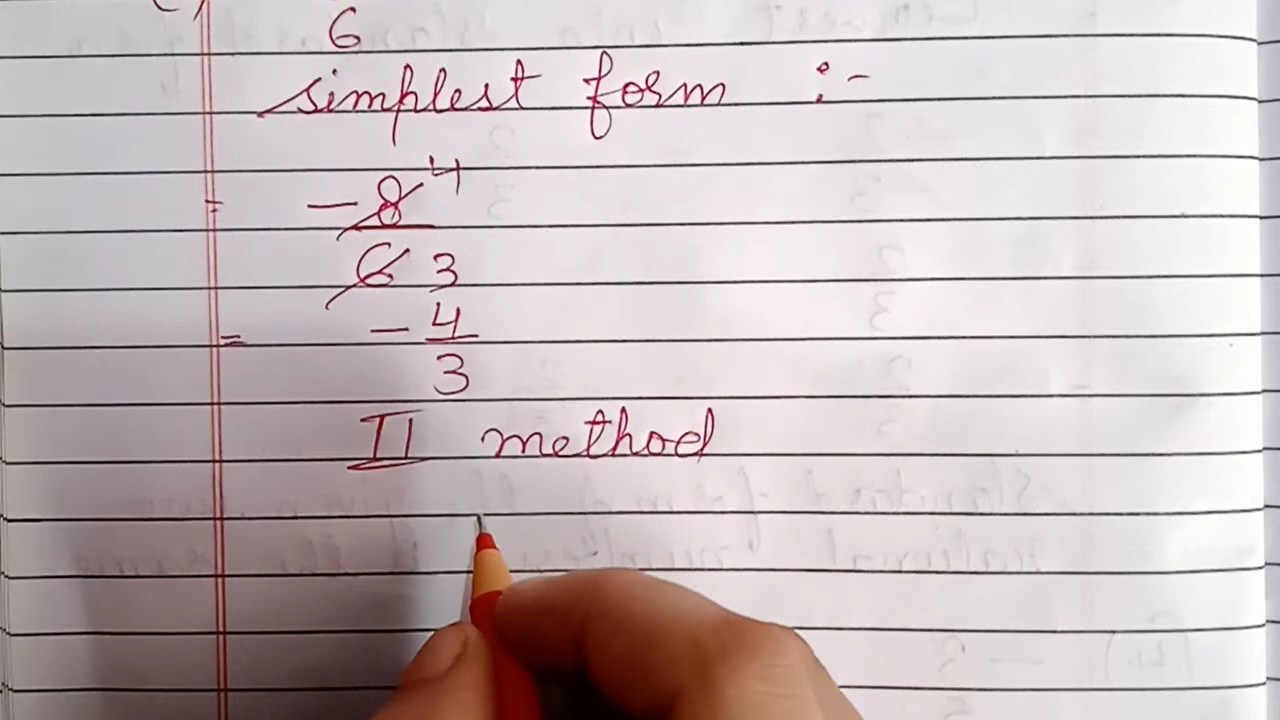 6
simplest form :-
= -8 4
6 3
= - 4
3
II method